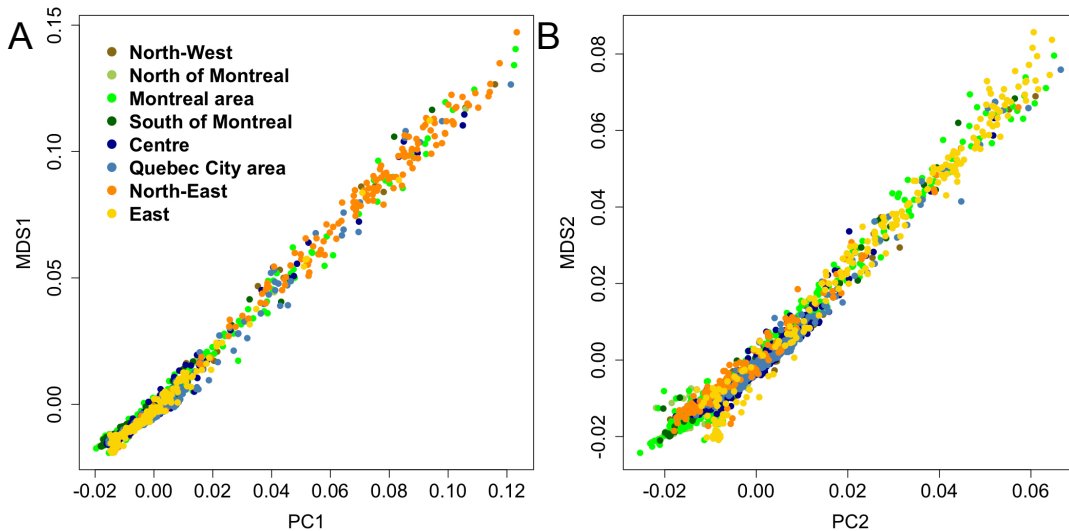 A
B
North-West
North of Montreal
Montreal area
South of Montreal
Centre
Quebec City area
North-East
East
MDS1
0.15
0.10
0.05
0.00
-0.02 0.00 0.02 0.04 0.06 0.08 0.10 0.12
PC1
MDS2
0.08
0.06
0.04
0.02
0.00
-0.02
-0.02 0.00 0.02 0.04 0.06
PC2